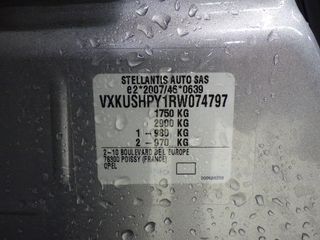 STELLANTIS AUTO SAS
e2*2007/46*0639
VXKUSHPY1RW074797
1750 KG
2900 KG
1 - 980 KG
2 - 970 KG
2-10 BOULEVARD DE L'EUROPE
78300 POISSY (FRANCE)
OPEL